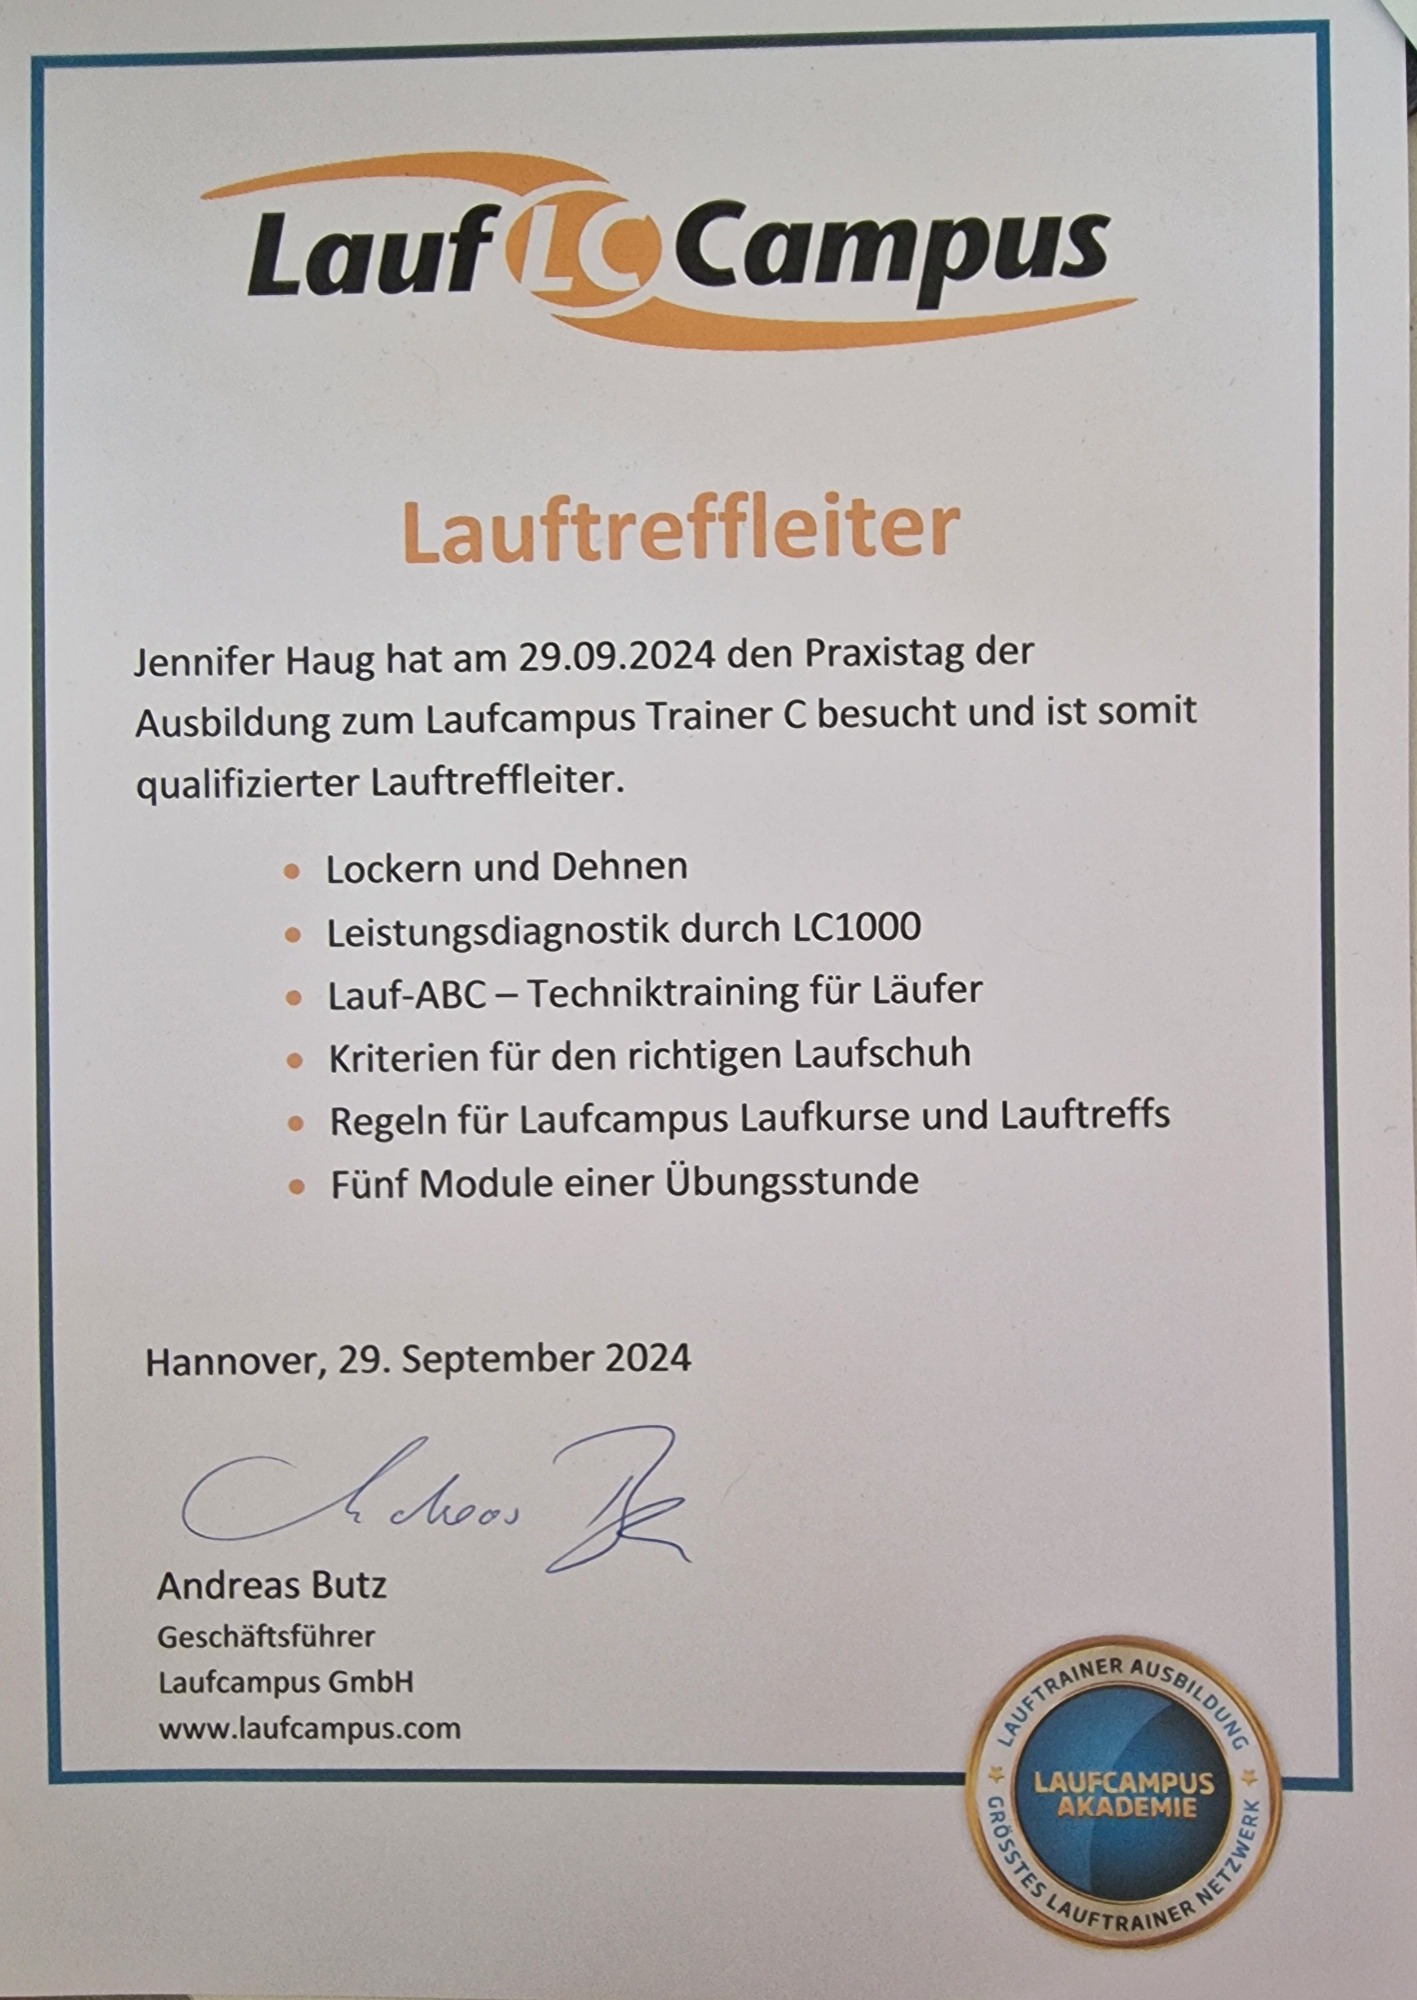 Lauf LC Campus
Lauftreffleiter
Jennifer Haug hat am 29.09.2024 den Praxistag der
Ausbildung zum Laufcampus Trainer C besucht und ist somit
qualifizierter Lauftreffleiter.
• Lockern und Dehnen
• Leistungsdiagnostik durch LC1000
• Lauf-ABC – Techniktraining für Läufer
• Kriterien für den richtigen Laufschuh
• Regeln für Laufcampus Laufkurse und Lauftreffs
• Fünf Module einer Übungsstunde
Hannover, 29. September 2024
Andreas Butz
Geschäftsführer
Laufcampus GmbH
www.laufcampus.com
LAUFTRAINER AUSBILDUNG
LAUFCAMPUS
AKADEMIE
GRÖSSTES LAUFTRAINER NETZWERK